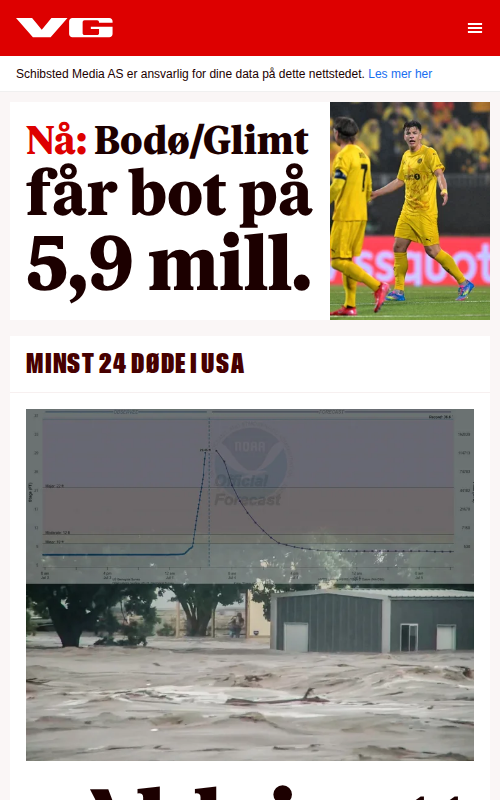 VG
Schibsted Media AS er ansvarlig for dine data på dette nettstedet. Les mer her
Nå: Bodø/Glimt
får bot på
5,9 mill.
7
MINST 24 DØDE I USA
NOAA
Official
Forecast